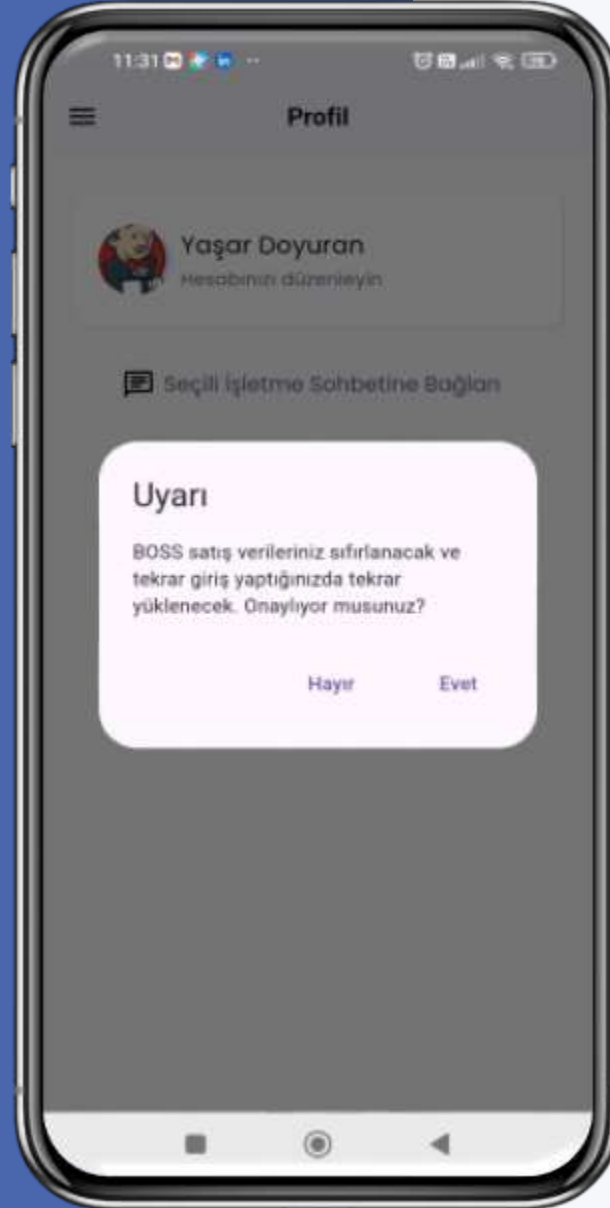 11:31
Profil
Yaşar Doyuran
Hesabınızı düzenleyin
Seçili İşletme Sohbetine Bağlan
Uyarı
BOSS satış verileriniz sıfırlanacak ve
tekrar giriş yaptığınızda tekrar
yüklenecek. Onaylıyor musunuz?
Hayır Evet